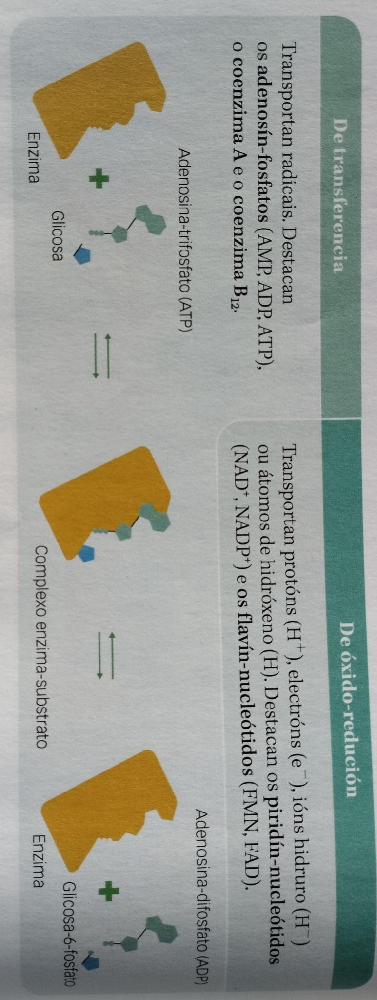 De transferencia
Transportan radicais. Destacan
os adenosín-fosfatos (AMP, ADP, ATP),
o coenzima A e o coenzima B₁₂.
De óxido-redución
Transportan protóns (H⁺), electróns (e⁻), ións hidruro (H⁻)
ou átomos de hidróxeno (H). Destacan os piridín-nucleótidos
(NAD⁺, NADP⁺) e os flavín-nucleótidos (FMN, FAD).
Adenosina-trifosfato (ATP)
Glicosa
Enzima
Complexo enzima-substrato
Adenosina-difosfato (ADP)
Glicosa-6-fosfato
Enzima